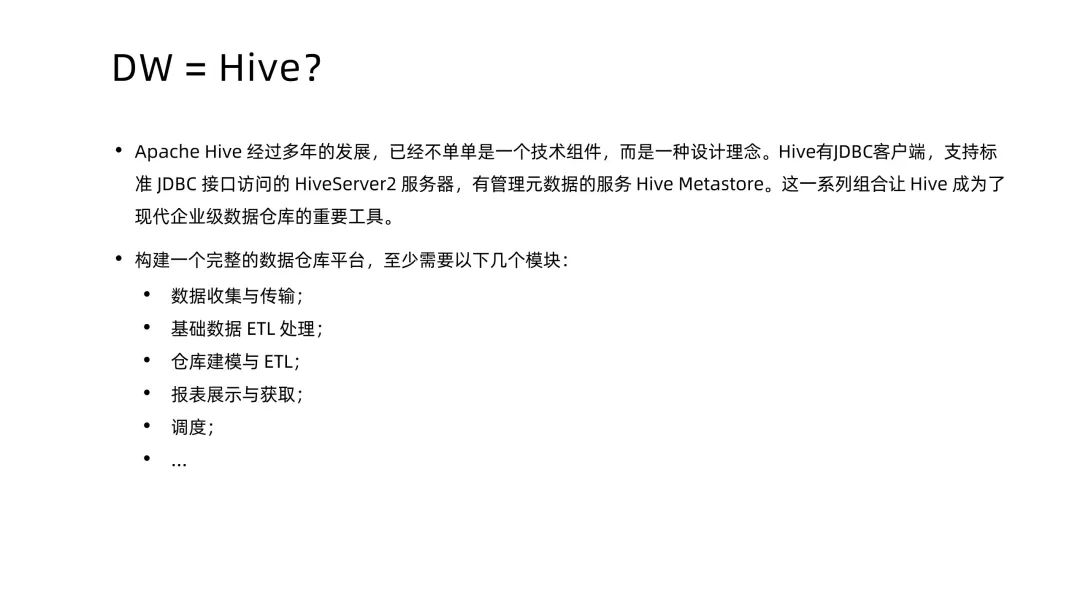 DW = Hive?
• Apache Hive 经过多年的发展，已经不单单是一个技术组件，而是一种设计理念。Hive有JDBC客户端，支持标
准 JDBC 接口访问的 HiveServer2 服务器，有管理元数据的服务 Hive Metastore。这一系列组合让 Hive 成为了
现代企业级数据仓库的重要工具。
• 构建一个完整的数据仓库平台，至少需要以下几个模块：
• 数据收集与传输；
• 基础数据 ETL 处理；
• 仓库建模与 ETL；
• 报表展示与获取；
• 调度；
• ...